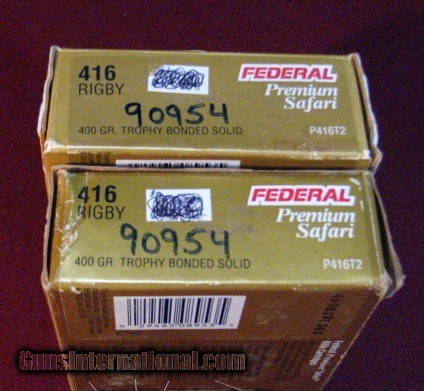 416
RIGBY
FEDERAL
Premium
Safari
90954
400 GR. TROPHY BONDED SOLID
P416T2
416
RIGBY
FEDERAL
Premium
Safari
90954
400 GR. TROPHY BONDED SOLID
P416T2
GunsInternational.com